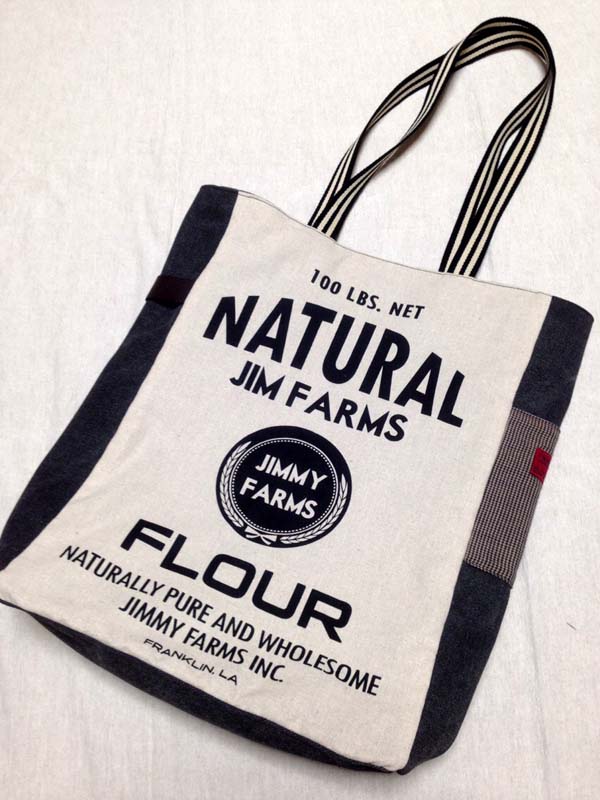 100 LBS. NET
NATURAL
JIM FARMS
JIMMY
FARMS
FLOUR
NATURALLY PURE AND WHOLESOME
JIMMY FARMS INC.
FRANKLIN, LA